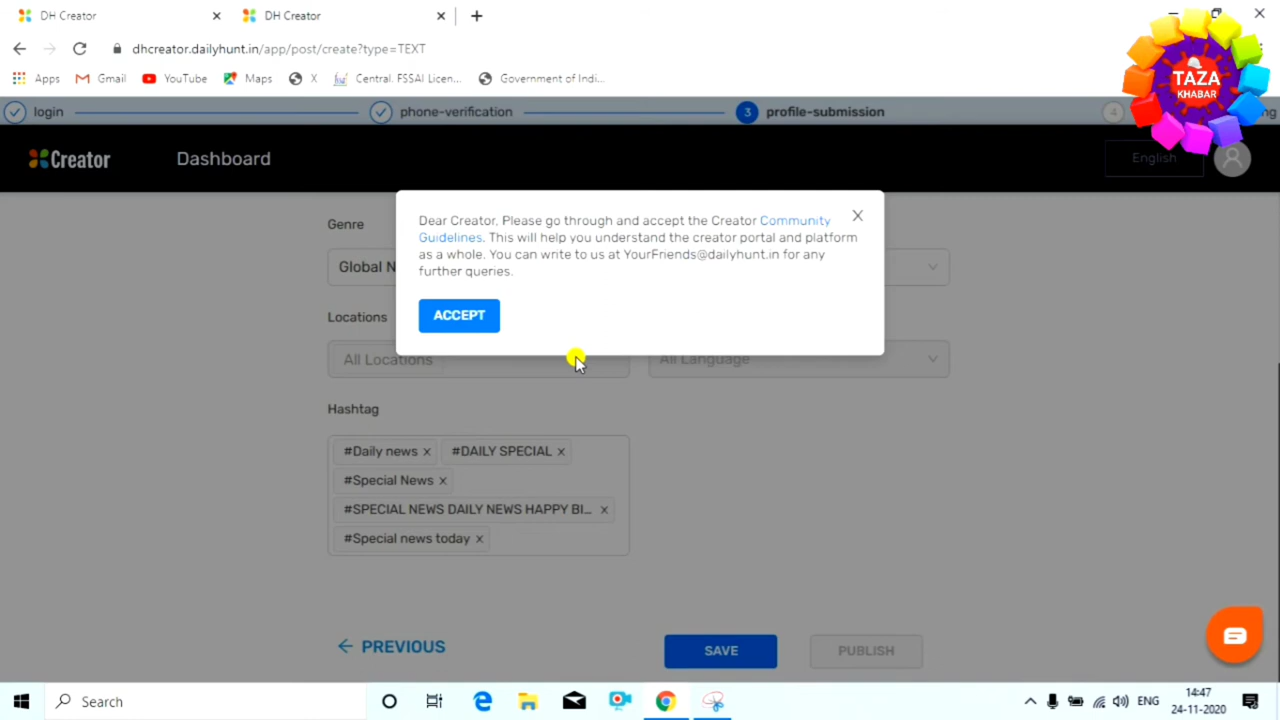 DH Creator
DH Creator
dhcreator.dailyhunt.in/app/post/create?type=TEXT
Apps
Gmail
YouTube
Maps
X
Central. FSSAI Licen...
Government of Indi...
TAZA
KHABAR
login
phone-verification
3
profile-submission
4
Creator
Dashboard
English
Dear Creator, Please go through and accept the Creator Community
Guidelines. This will help you understand the creator portal and platform
as a whole. You can write to us at YourFriends@dailyhunt.in for any
further queries.
ACCEPT
Genre
Global N
Locations
All Locations
All Language
Hashtag
#Daily news
#DAILY SPECIAL
#Special News
#SPECIAL NEWS DAILY NEWS HAPPY BI...
#Special news today
PREVIOUS
SAVE
PUBLISH
Search
ENG
14:47
24-11-2020